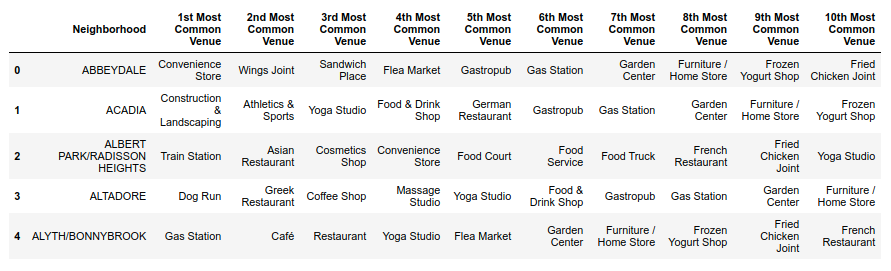 Neighborhood 1st Most Common Venue 2nd Most Common Venue 3rd Most Common Venue 4th Most Common Venue 5th Most Common Venue 6th Most Common Venue 7th Most Common Venue 8th Most Common Venue 9th Most Common Venue 10th Most Common Venue
0 ABBEYDALE Convenience Store Wings Joint Sandwich Place Flea Market Gastropub Gas Station Garden Center Furniture / Home Store Frozen Yogurt Shop Fried Chicken Joint
1 ACADIA Construction & Landscaping Athletics & Sports Yoga Studio Food & Drink Shop German Restaurant Gastropub Gas Station Garden Center Furniture / Home Store Frozen Yogurt Shop
2 ALBERT PARK/RADISSON HEIGHTS Train Station Asian Restaurant Cosmetics Shop Convenience Store Food Court Food Service Food Truck French Restaurant Fried Chicken Joint Yoga Studio
3 ALTADORE Dog Run Greek Restaurant Coffee Shop Massage Studio Yoga Studio Food & Drink Shop Gastropub Gas Station Garden Center Furniture / Home Store
4 ALYTH/BONNYBROOK Gas Station Café Restaurant Yoga Studio Flea Market Garden Center Furniture / Home Store Frozen Yogurt Shop Fried Chicken Joint French Restaurant